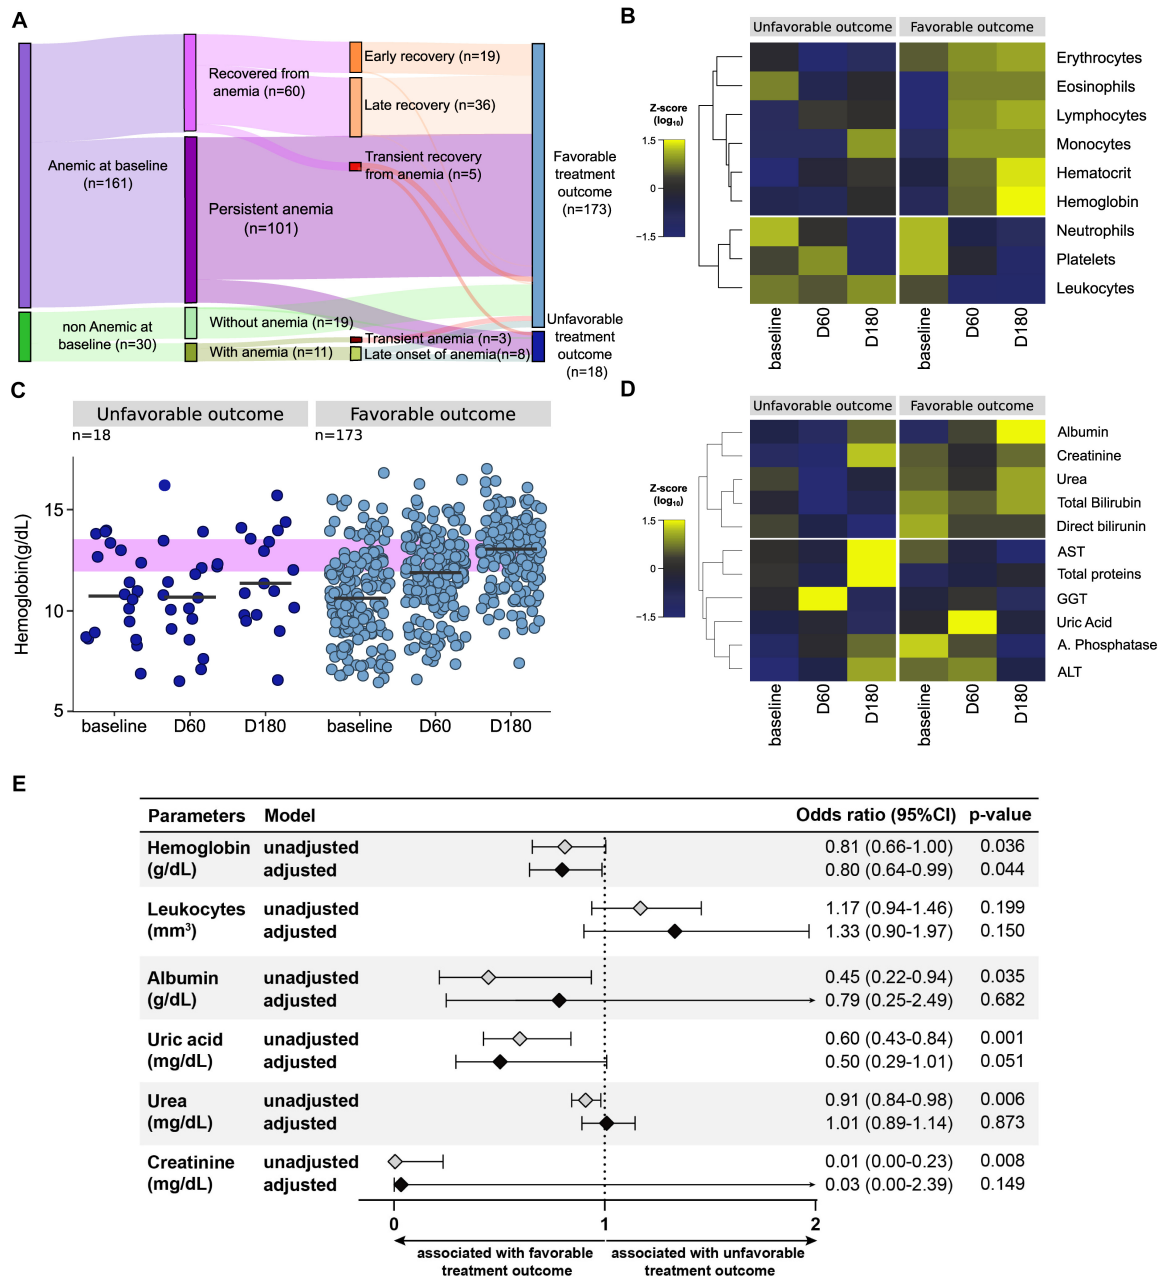 A
Anemic at baseline
(n=161)
non Anemic at
baseline (n=30)
Recovered from
anemia (n=60)
Persistent anemia
(n=101)
Without anemia (n=19)
With anemia (n=11)
Early recovery (n=19)
Late recovery (n=36)
Transient recovery
from anemia (n=5)
Transient anemia (n=3)
Late onset of anemia(n=8)
Favorable
treatment
outcome
(n=173)
Unfavorable
treatment
outcome
(n=18)
B
Unfavorable outcome
Favorable outcome
Z-score
(log10)
1.5
0
−1.5
Erythrocytes
Eosinophils
Lymphocytes
Monocytes
Hematocrit
Hemoglobin
Neutrophils
Platelets
Leukocytes
baseline
D60
D180
baseline
D60
D180
C
Unfavorable outcome
Favorable outcome
n=18
n=173
Hemoglobin(g/dL)
15
10
5
baseline
D60
D180
baseline
D60
D180
D
Unfavorable outcome
Favorable outcome
Z-score
(log10)
1.5
0
−1.5
Albumin
Creatinine
Urea
Total Bilirubin
Direct bilirunin
AST
Total proteins
GGT
Uric Acid
A. Phosphatase
ALT
baseline
D60
D180
baseline
D60
D180
E
Parameters Model Odds ratio (95%CI) p-value
Hemoglobin unadjusted 0.81 (0.66-1.00) 0.036
(g/dL) adjusted 0.80 (0.64-0.99) 0.044
Leukocytes unadjusted 1.17 (0.94-1.46) 0.199
(mm³) adjusted 1.33 (0.90-1.97) 0.150
Albumin unadjusted 0.45 (0.22-0.94) 0.035
(g/dL) adjusted 0.79 (0.25-2.49) 0.682
Uric acid unadjusted 0.60 (0.43-0.84) 0.001
(mg/dL) adjusted 0.50 (0.29-1.01) 0.051
Urea unadjusted 0.91 (0.84-0.98) 0.006
(mg/dL) adjusted 1.01 (0.89-1.14) 0.873
Creatinine unadjusted 0.01 (0.00-0.23) 0.008
(mg/dL) adjusted 0.03 (0.00-2.39) 0.149
0 1 2
associated with favorable
treatment outcome
associated with unfavorable
treatment outcome